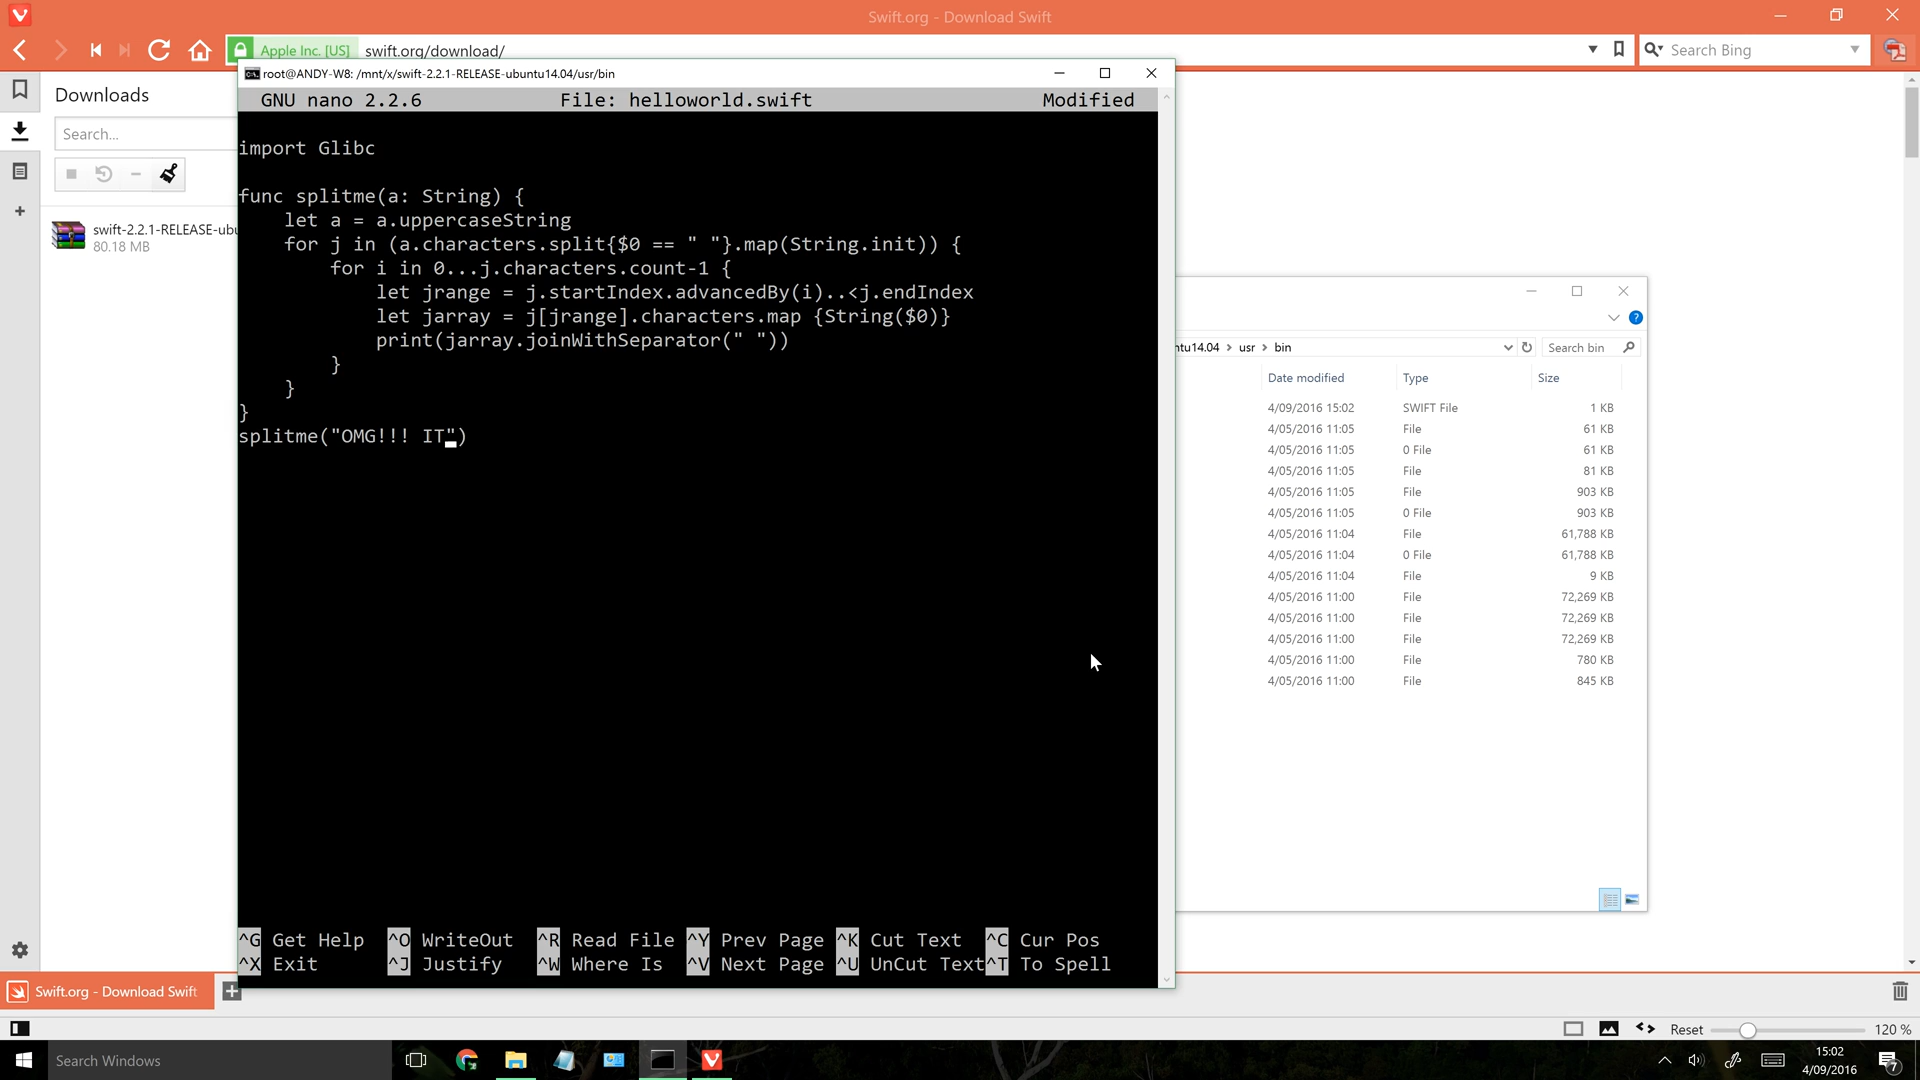 Swift.org - Download Swift
Apple Inc. [US] swift.org/download/
Search Bing
Downloads
Search...
swift-2.2.1-RELEASE-ubu
80.18 MB
root@ANDY-W8: /mnt/x/swift-2.2.1-RELEASE-ubuntu14.04/usr/bin
GNU nano 2.2.6 File: helloworld.swift Modified
import Glibc
func splitme(a: String) {
    let a = a.uppercaseString
    for j in (a.characters.split{$0 == " "}.map(String.init)) {
        for i in 0...j.characters.count-1 {
            let jrange = j.startIndex.advancedBy(i)..<j.endIndex
            let jarray = j[jrange].characters.map {String($0)}
            print(jarray.joinWithSeparator(" "))
        }
    }
}
splitme("OMG!!! IT")
^G Get Help ^O WriteOut ^R Read File ^Y Prev Page ^K Cut Text ^C Cur Pos
^X Exit ^J Justify ^W Where Is ^V Next Page ^U UnCut Text ^T To Spell
ntu14.04 > usr > bin
Search bin
Date modified Type Size
4/09/2016 15:02 SWIFT File 1 KB
4/05/2016 11:05 File 61 KB
4/05/2016 11:05 0 File 61 KB
4/05/2016 11:05 File 81 KB
4/05/2016 11:05 File 903 KB
4/05/2016 11:05 0 File 903 KB
4/05/2016 11:04 File 61,788 KB
4/05/2016 11:04 0 File 61,788 KB
4/05/2016 11:04 File 9 KB
4/05/2016 11:00 File 72,269 KB
4/05/2016 11:00 File 72,269 KB
4/05/2016 11:00 File 72,269 KB
4/05/2016 11:00 File 780 KB
4/05/2016 11:00 File 845 KB
Swift.org - Download Swift
Reset 120 %
Search Windows
15:02
4/09/2016
7